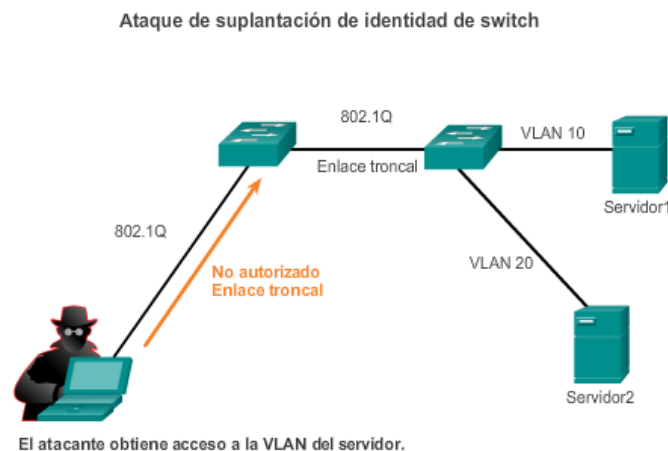 Ataque de suplantación de identidad de switch
802.1Q
VLAN 10
Enlace troncal
Servidor1
802.1Q
VLAN 20
No autorizado
Enlace troncal
Servidor2
El atacante obtiene acceso a la VLAN del servidor.